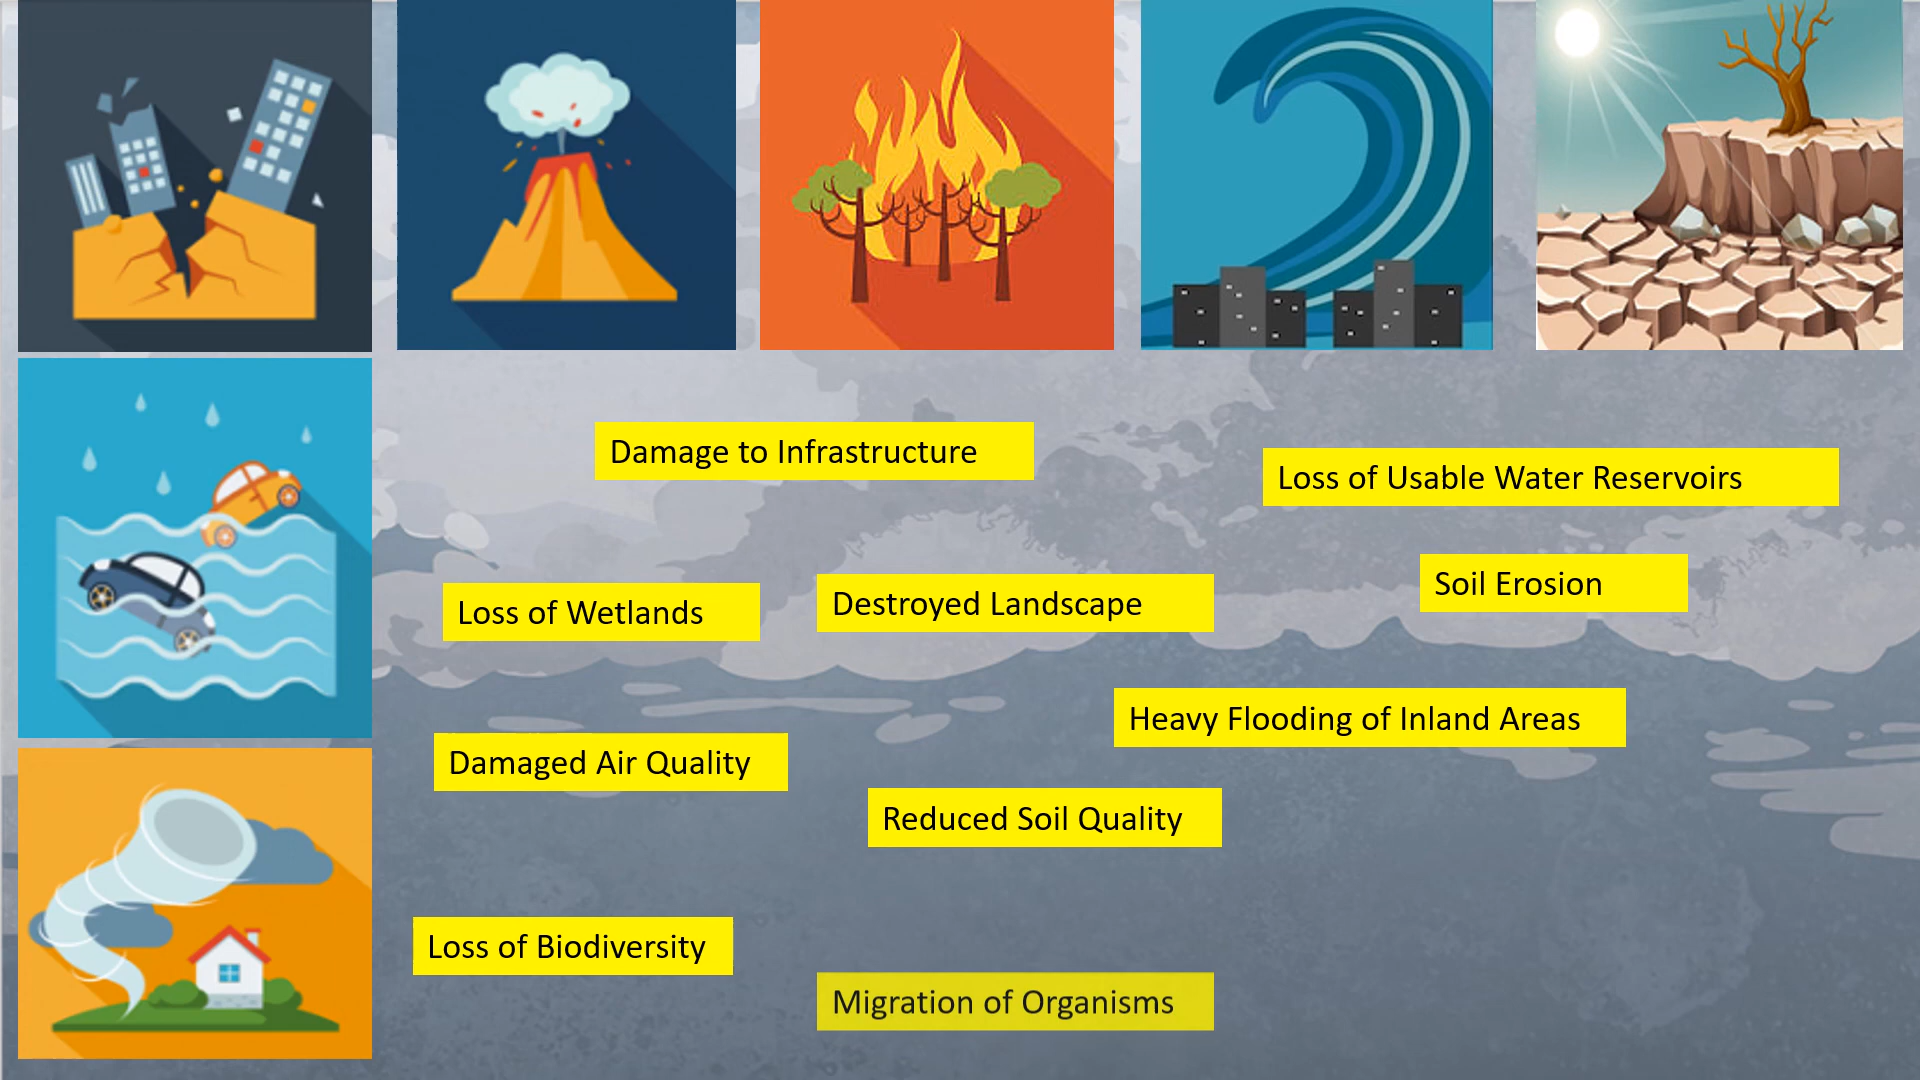 Damage to Infrastructure
Loss of Usable Water Reservoirs
Soil Erosion
Loss of Wetlands
Destroyed Landscape
Heavy Flooding of Inland Areas
Damaged Air Quality
Reduced Soil Quality
Loss of Biodiversity
Migration of Organisms